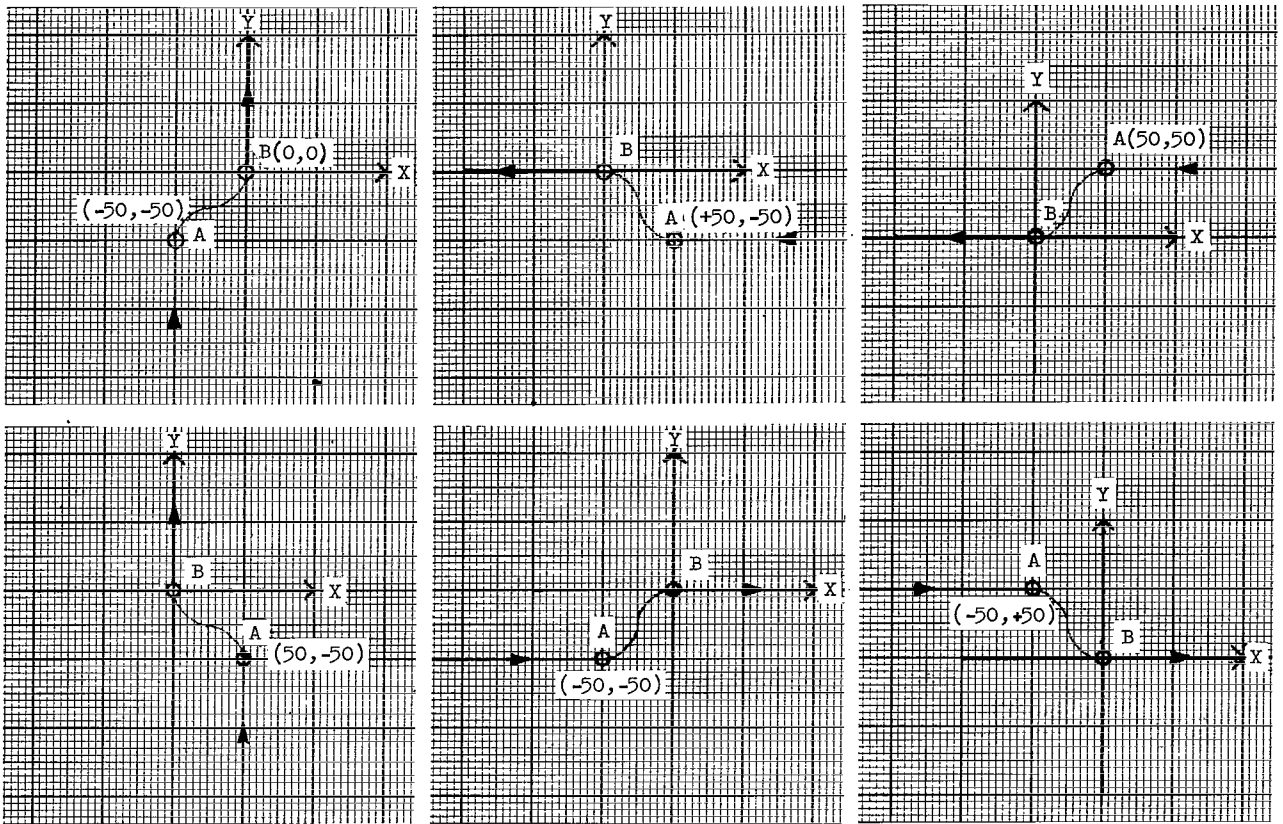 Y
B(0,0)
X
(-50,-50)
A
Y
B
X
A (+50,-50)
Y
A(50,50)
B
X
Y
B
X
A
(50,-50)
Y
B
X
A
(-50,-50)
Y
A
(-50,+50)
B
X